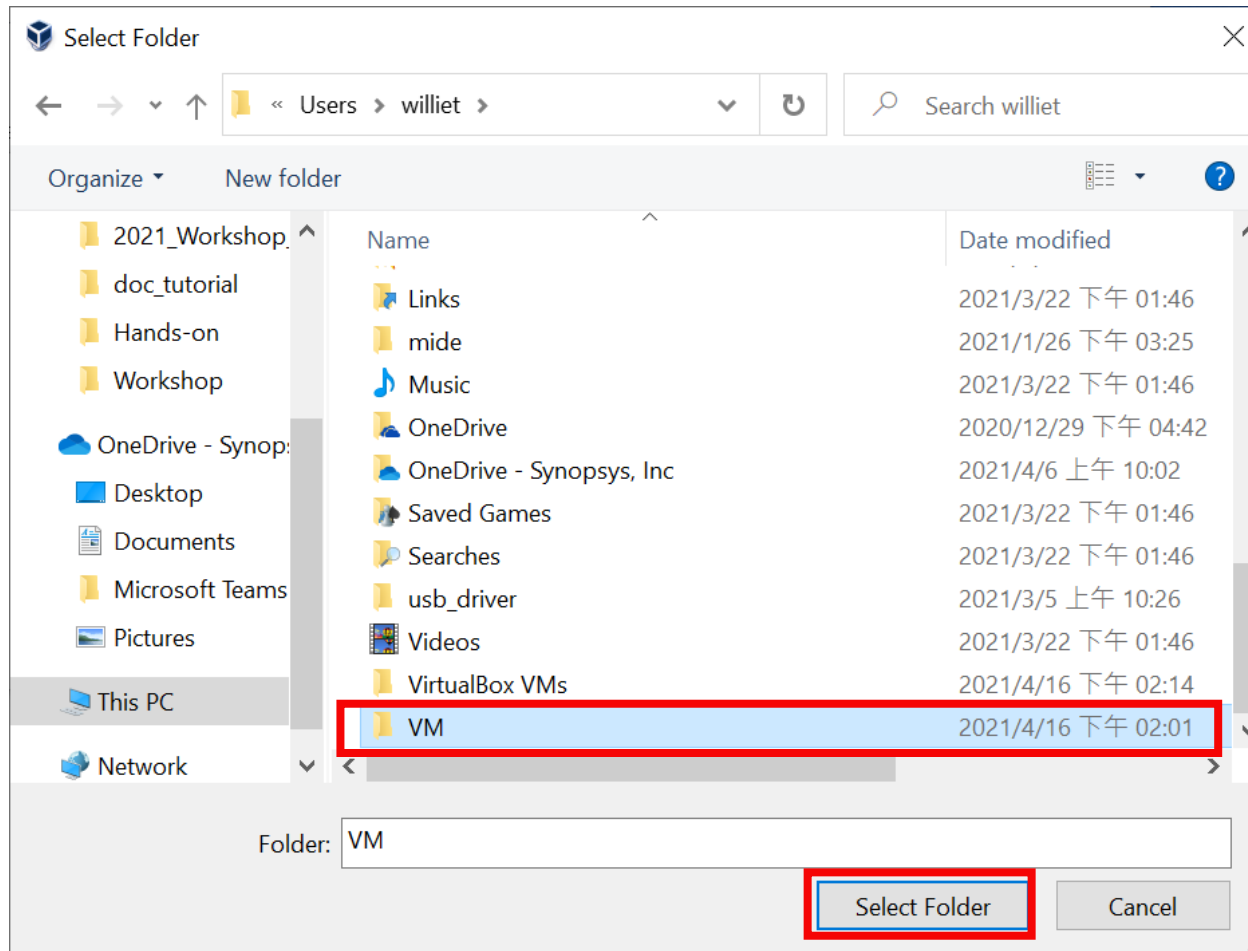 Select Folder
« Users > williet >
Search williet
Organize
New folder
?
2021_Workshop_
doc_tutorial
Hands-on
Workshop
OneDrive - Synop
Desktop
Documents
Microsoft Teams
Pictures
This PC
Network
Name Date modified
Links 2021/3/22 下午 01:46
mide 2021/1/26 下午 03:25
Music 2021/3/22 下午 01:46
OneDrive 2020/12/29 下午 04:42
OneDrive - Synopsys, Inc 2021/4/6 上午 10:02
Saved Games 2021/3/22 下午 01:46
Searches 2021/3/22 下午 01:46
usb_driver 2021/3/5 上午 10:26
Videos 2021/3/22 下午 01:46
VirtualBox VMs 2021/4/16 下午 02:14
VM 2021/4/16 下午 02:01
Folder: VM
Select Folder Cancel